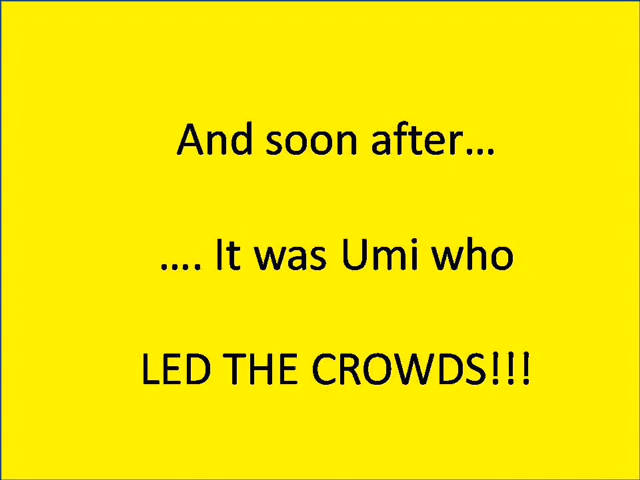 And soon after…
…. It was Umi who
LED THE CROWDS!!!